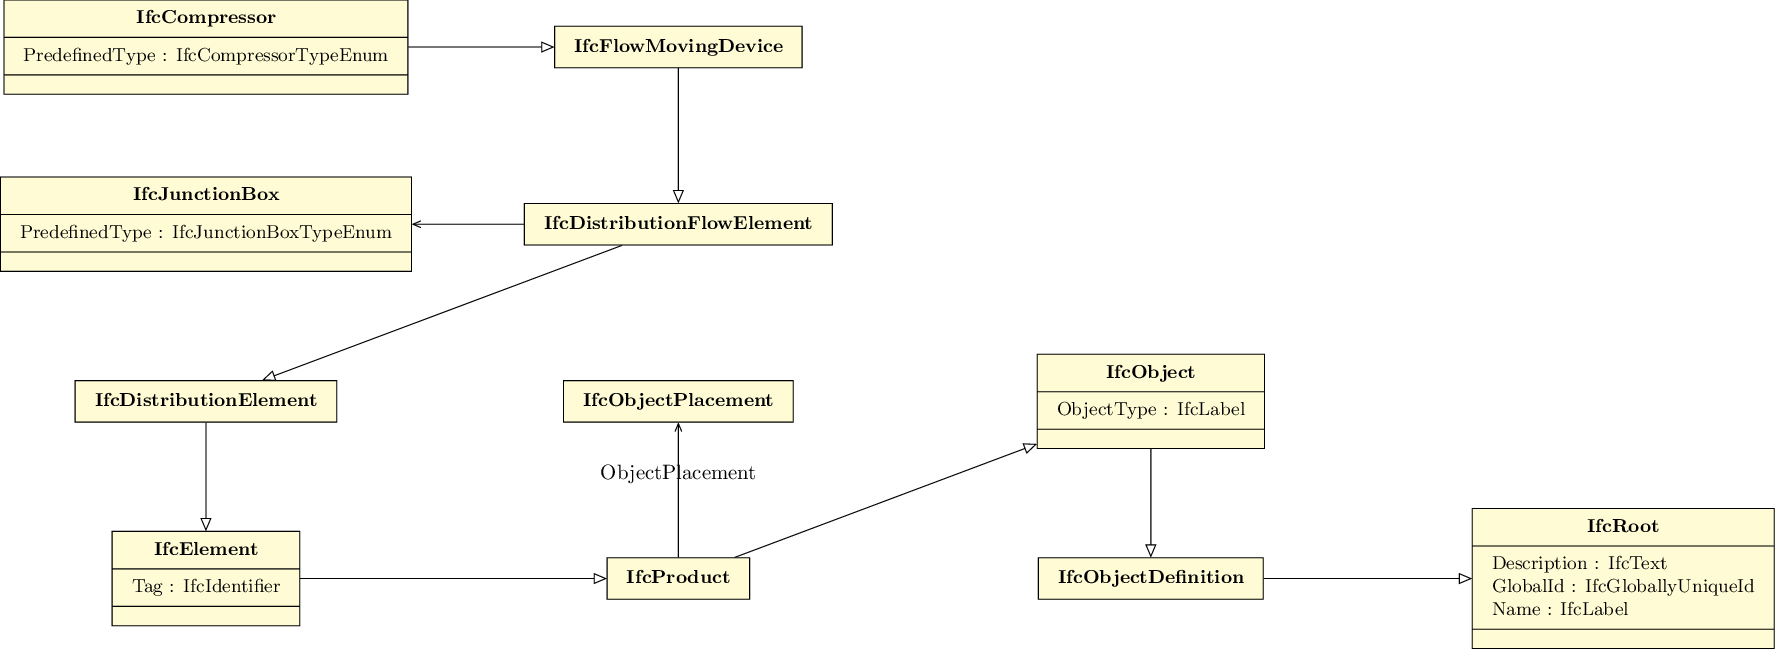 IfcCompressor
PredefinedType : IfcCompressorTypeEnum
IfcFlowMovingDevice
IfcJunctionBox
PredefinedType : IfcJunctionBoxTypeEnum
IfcDistributionFlowElement
IfcDistributionElement
IfcObjectPlacement
IfcObject
ObjectType : IfcLabel
ObjectPlacement
IfcElement
Tag : IfcIdentifier
IfcProduct
IfcObjectDefinition
IfcRoot
Description : IfcText
GlobalId : IfcGloballyUniqueId
Name : IfcLabel